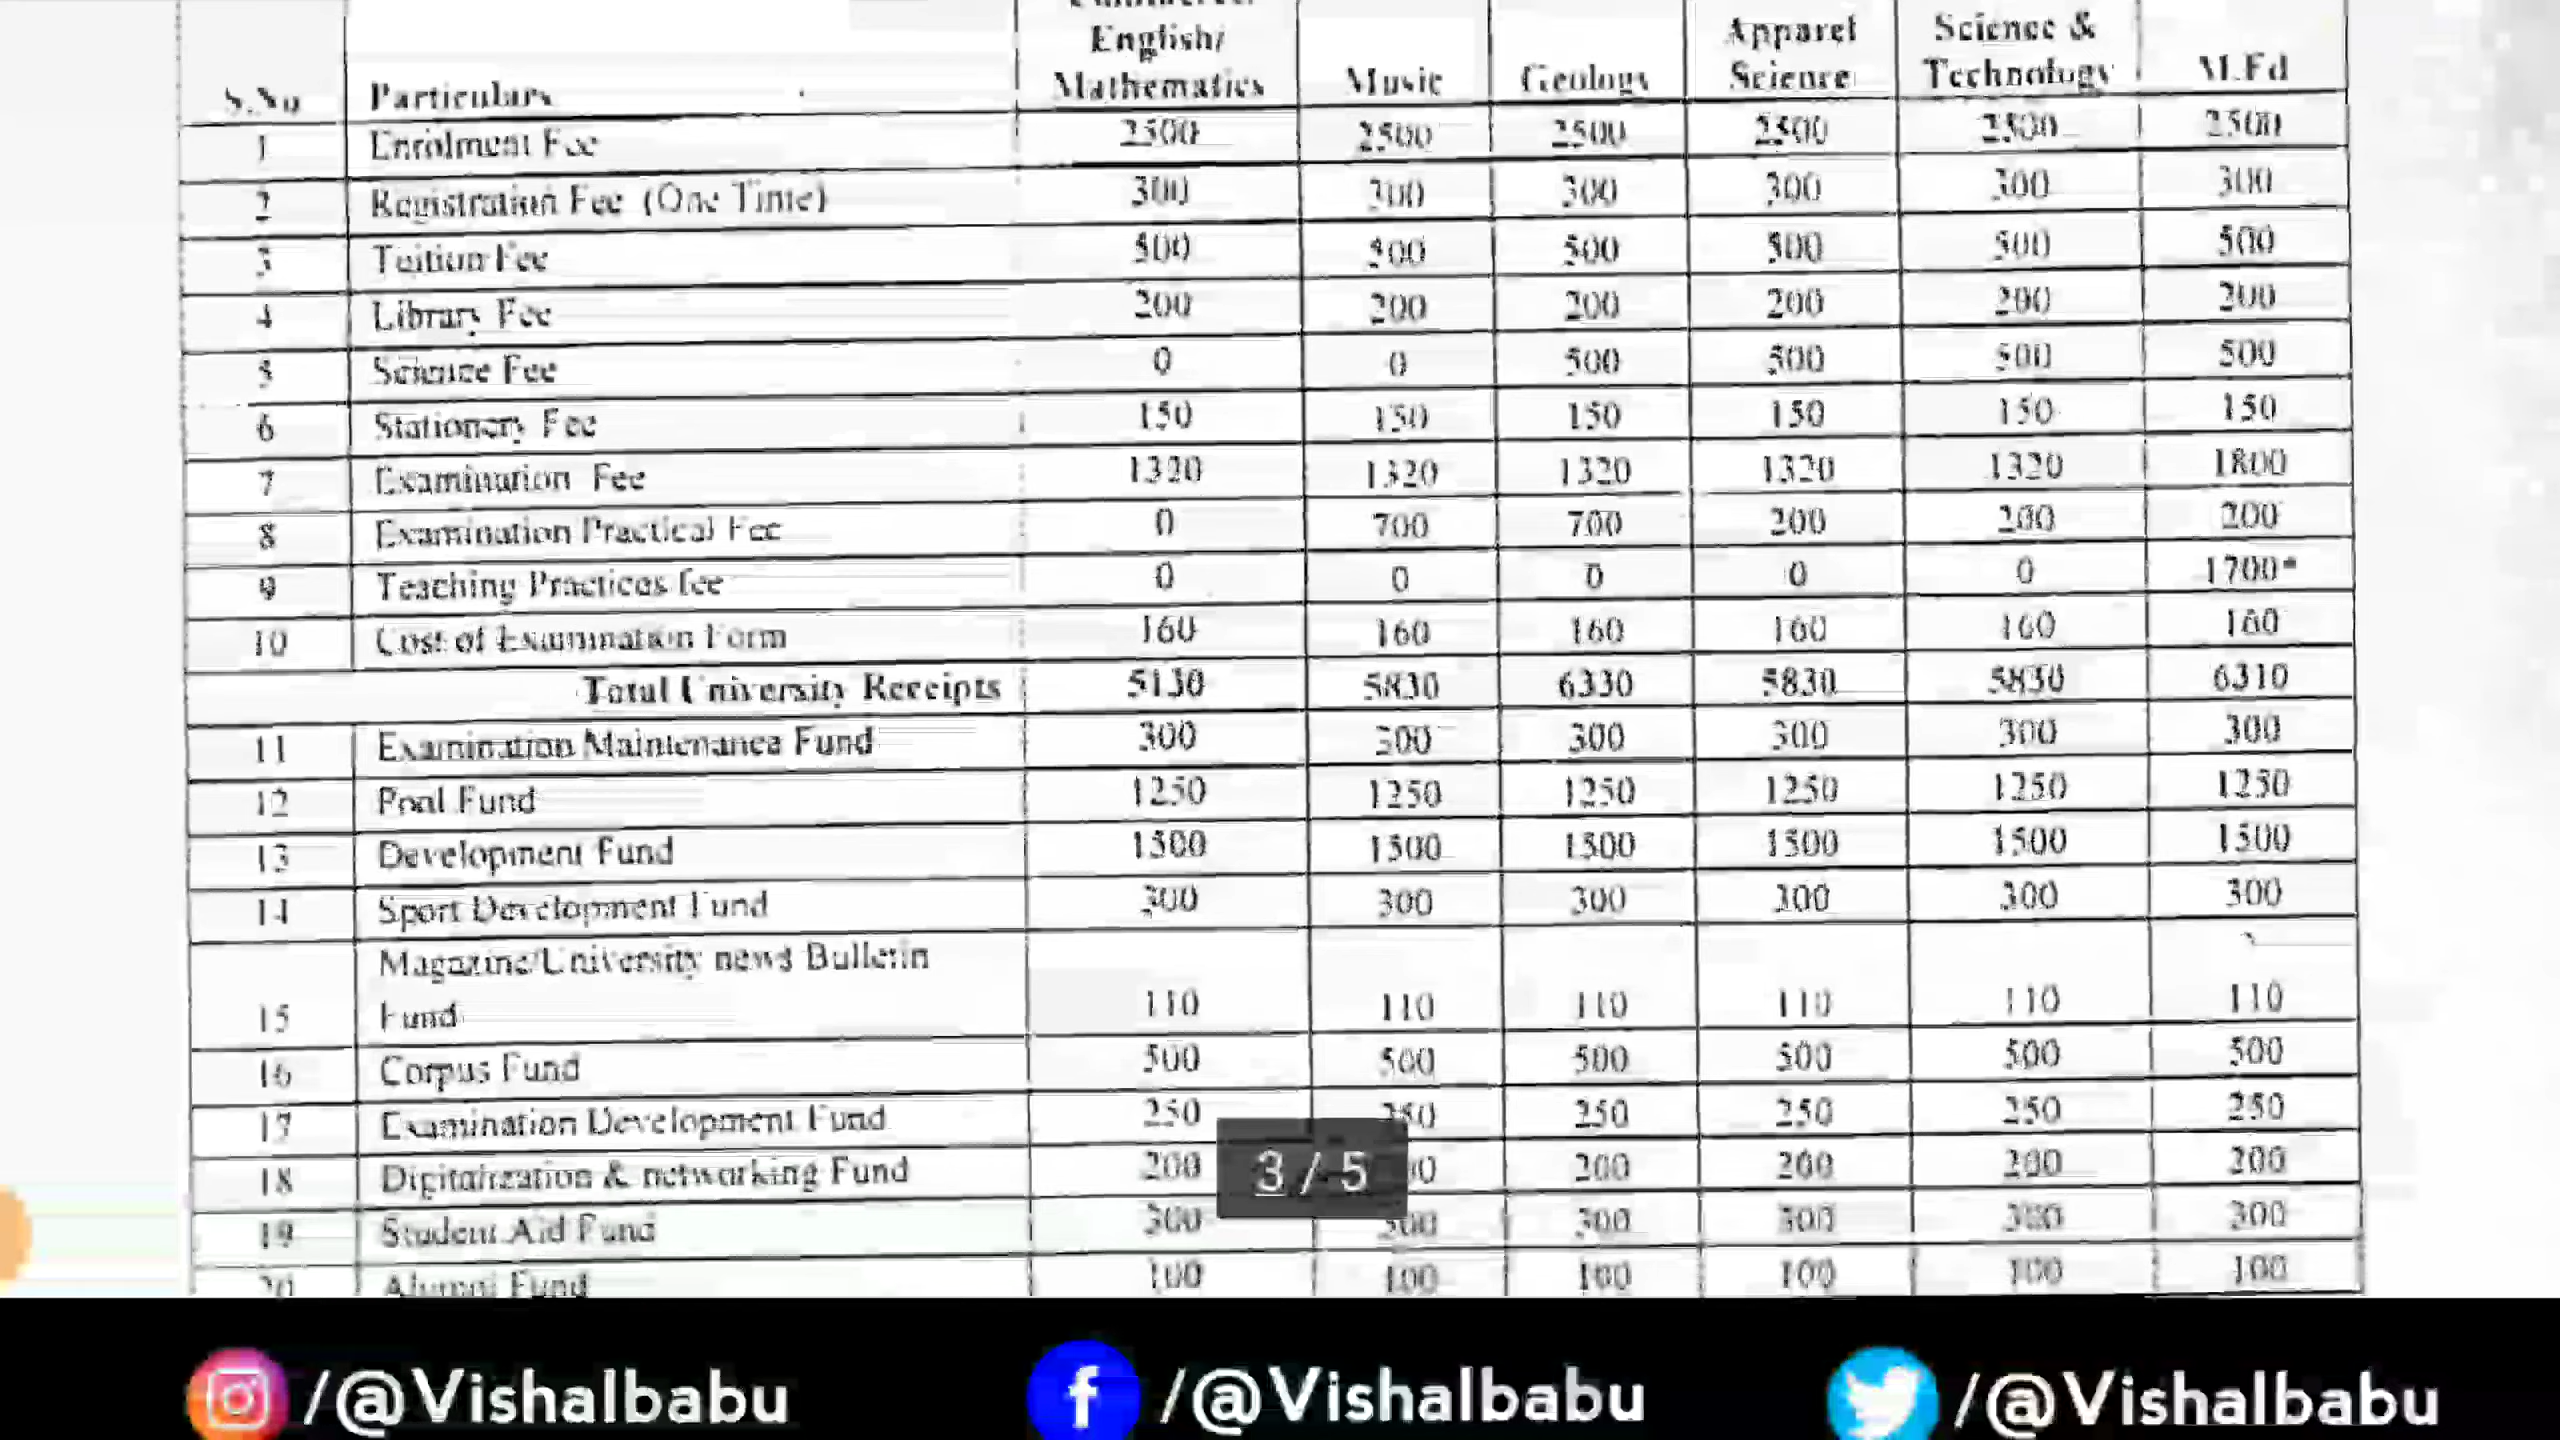 English/
Apparel
Science &
S.No Particulars Mathematics Music Geology Science Technology M.Ed
1 Enrolment Fee 2500 2500 2500 2500 2500 2500
2 Registration Fee (One Time) 300 300 300 300 300 300
3 Tuition Fee 500 500 500 500 500 500
4 Library Fee 200 200 200 200 200 200
5 Science Fee 0 0 500 500 500 500
6 Stationery Fee 150 150 150 150 150 150
7 Examination Fee 1320 1320 1320 1320 1320 1800
8 Examination Practical Fee 0 700 700 200 200 200
9 Teaching Practices fee 0 0 0 0 0 1700*
10 Cost of Examination Form 160 160 160 160 160 160
Total University Receipts 5130 5830 6330 5830 5830 6310
11 Examination Maintenance Fund 300 300 300 300 300 300
12 Pool Fund 1250 1250 1250 1250 1250 1250
13 Development Fund 1500 1500 1500 1500 1500 1500
14 Sport Development Fund 300 300 300 300 300 300
Magazine/University news Bulletin
15 Fund 110 110 110 110 110 110
16 Corpus Fund 500 500 500 500 500 500
17 Examination Development Fund 250 250 250 250 250 250
18 Digitalization & networking Fund 200 200 200 200 200
3 / 5
19 Student Aid Fund 300 300 300 300 300 300
20 Alumni Fund 100 100 100 100 100 100
/@Vishalbabu /@Vishalbabu /@Vishalbabu